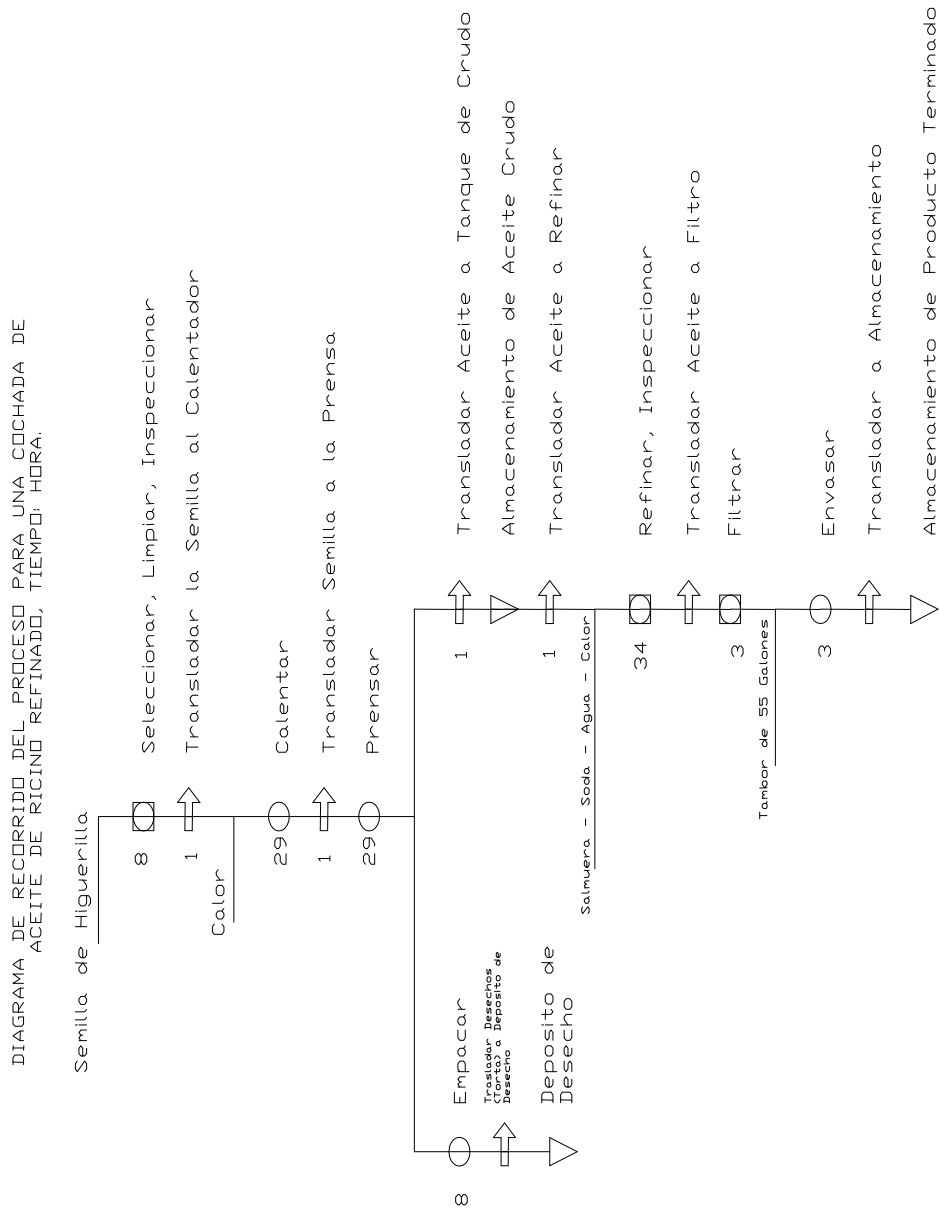 DIAGRAMA DE RECORRIDO DEL PROCESO PARA UNA COCHADA DE
ACEITE DE RICINO REFINADO, TIEMPO: HORA.
Semilla de Higuerilla
8
Seleccionar, Limpiar, Inspeccionar
1
Transladar la Semilla al Calentador
Calor
29
Calentar
1
Transladar Semilla a la Prensa
29
Prensar
8
Empacar
Trasladar Desechos
(Torta) a Deposito de
Desecho
Deposito de
Desecho
1
Transladar Aceite a Tanque de Crudo
Almacenamiento de Aceite Crudo
1
Transladar Aceite a Refinar
Salmuera - Soda - Agua - Calor
34
Refinar, Inspeccionar
Transladar Aceite a Filtro
3
Filtrar
Tambor de 55 Galones
3
Envasar
Transladar a Almacenamiento
Almacenamiento de Producto Terminado